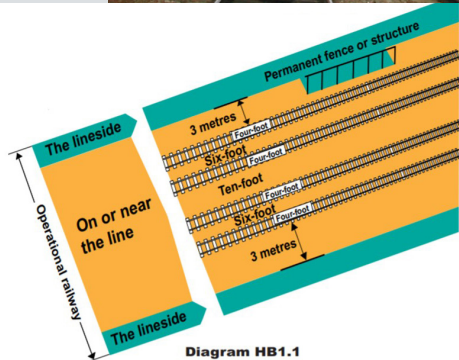 Permanent fence or structure
3 metres
Four-foot
Six-foot
Four-foot
Ten-foot
Four-foot
Six-foot
Four-foot
3 metres
The lineside
On or near
the line
The lineside
Operational railway
Diagram HB1.1